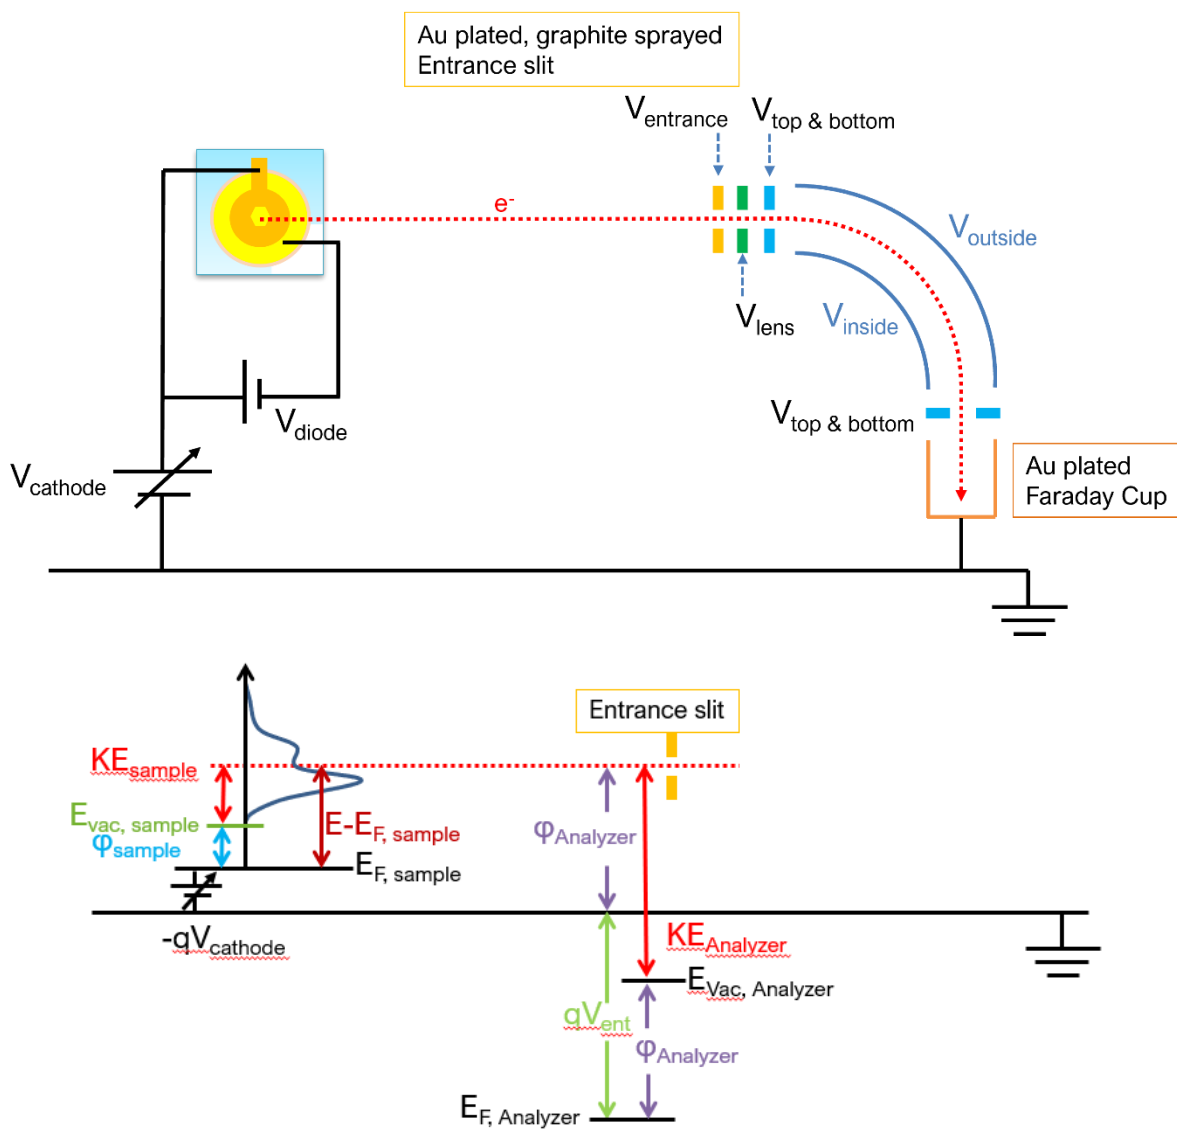 Au plated, graphite sprayed
Entrance slit
Ventrance
Vtop & bottom
e-
Voutside
Vlens
Vinside
Vdiode
Vtop & bottom
Vcathode
Au plated
Faraday Cup
Entrance slit
KEsample
Evac, sample
φsample
E-EF, sample
φAnalyzer
EF, sample
-qVcathode
KEAnalyzer
EVac, Analyzer
qVent
φAnalyzer
EF, Analyzer